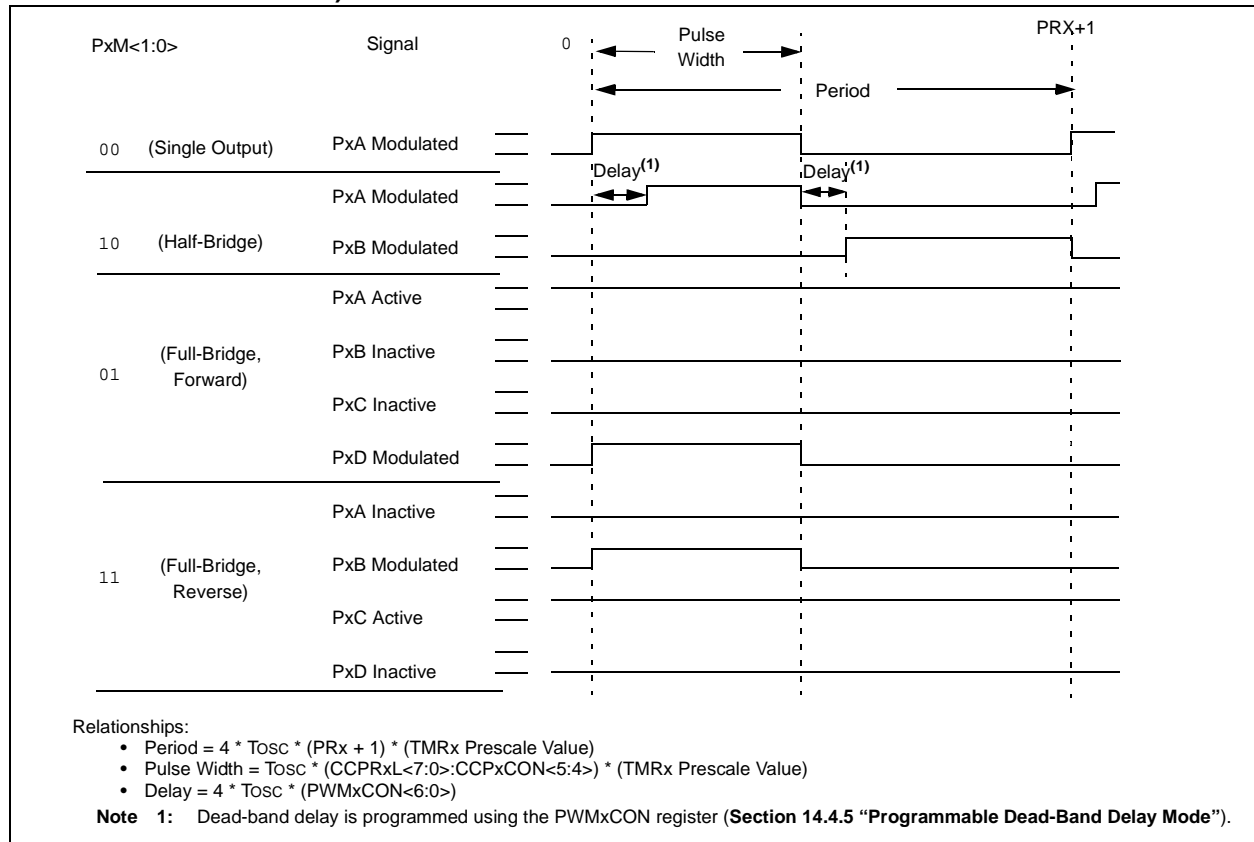 PxM<1:0> Signal 0 Pulse Width PRX+1
Period
00 (Single Output) PxA Modulated
Delay(1) Delay(1)
PxA Modulated
10 (Half-Bridge) PxB Modulated
PxA Active
01 (Full-Bridge, Forward) PxB Inactive
PxC Inactive
PxD Modulated
PxA Inactive
11 (Full-Bridge, Reverse) PxB Modulated
PxC Active
PxD Inactive
Relationships:
• Period = 4 * TOSC * (PRx + 1) * (TMRx Prescale Value)
• Pulse Width = TOSC * (CCPRxL<7:0>:CCPxCON<5:4>) * (TMRx Prescale Value)
• Delay = 4 * TOSC * (PWMxCON<6:0>)
Note 1: Dead-band delay is programmed using the PWMxCON register (Section 14.4.5 “Programmable Dead-Band Delay Mode”).